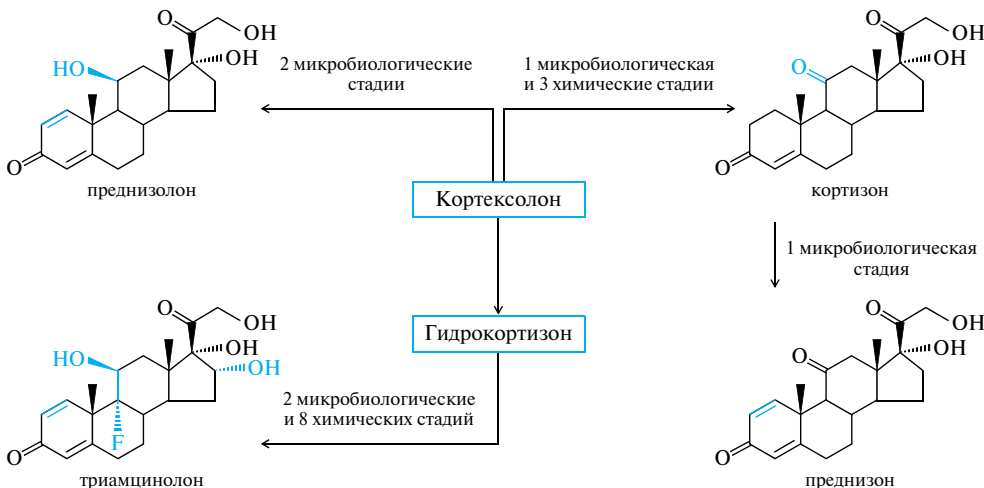 O
OH
OH
HO
O
преднизолон
2 микробиологические
стадии
1 микробиологическая
и 3 химические стадии
O
OH
OH
O
O
кортизон
Кортексолон
1 микробиологическая
стадия
Гидрокортизон
O
OH
OH
OH
HO
F
O
триамцинолон
2 микробиологические
и 8 химических стадий
O
OH
OH
O
O
преднизон